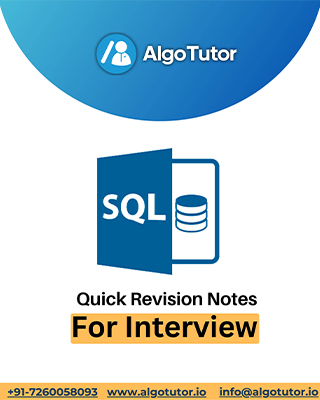 AlgoTutor
SQL
Quick Revision Notes
For Interview
+91-7260058093 www.algotutor.io info@algotutor.io